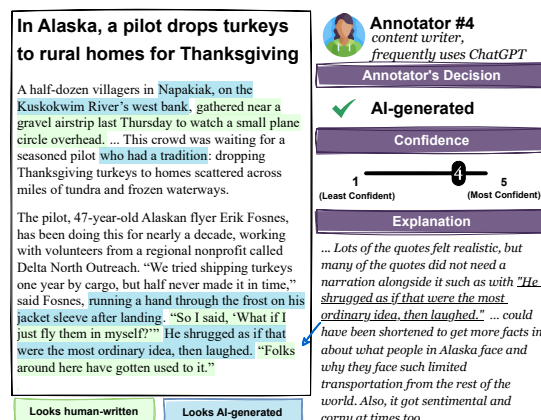 In Alaska, a pilot drops turkeys
to rural homes for Thanksgiving
A half-dozen villagers in Napakiak, on the
Kuskokwim River's west bank, gathered near a
gravel airstrip last Thursday to watch a small plane
circle overhead. ... This crowd was waiting for a
seasoned pilot who had a tradition: dropping
Thanksgiving turkeys to homes scattered across
miles of tundra and frozen waterways.
The pilot, 47-year-old Alaskan flyer Erik Fosnes,
has been doing this for nearly a decade, working
with volunteers from a regional nonprofit called
Delta North Outreach. “We tried shipping turkeys
one year by cargo, but half never made it in time,”
said Fosnes, running a hand through the frost on his
jacket sleeve after landing. “So I said, ‘What if I
just fly them in myself?’” He shrugged as if that
were the most ordinary idea, then laughed. “Folks
around here have gotten used to it.”
Looks human-written
Looks AI-generated
Annotator #4
content writer,
frequently uses ChatGPT
Annotator's Decision
AI-generated
Confidence
4
1
5
(Least Confident)
(Most Confident)
Explanation
... Lots of the quotes felt realistic, but
many of the quotes did not need a
narration alongside it such as with "He
shrugged as if that were the most
ordinary idea, then laughed." ... could
have been shortened to get more facts in
about what people in Alaska face and
why they face such limited
transportation from the rest of the
world. Also, it got sentimental and
corny at times too